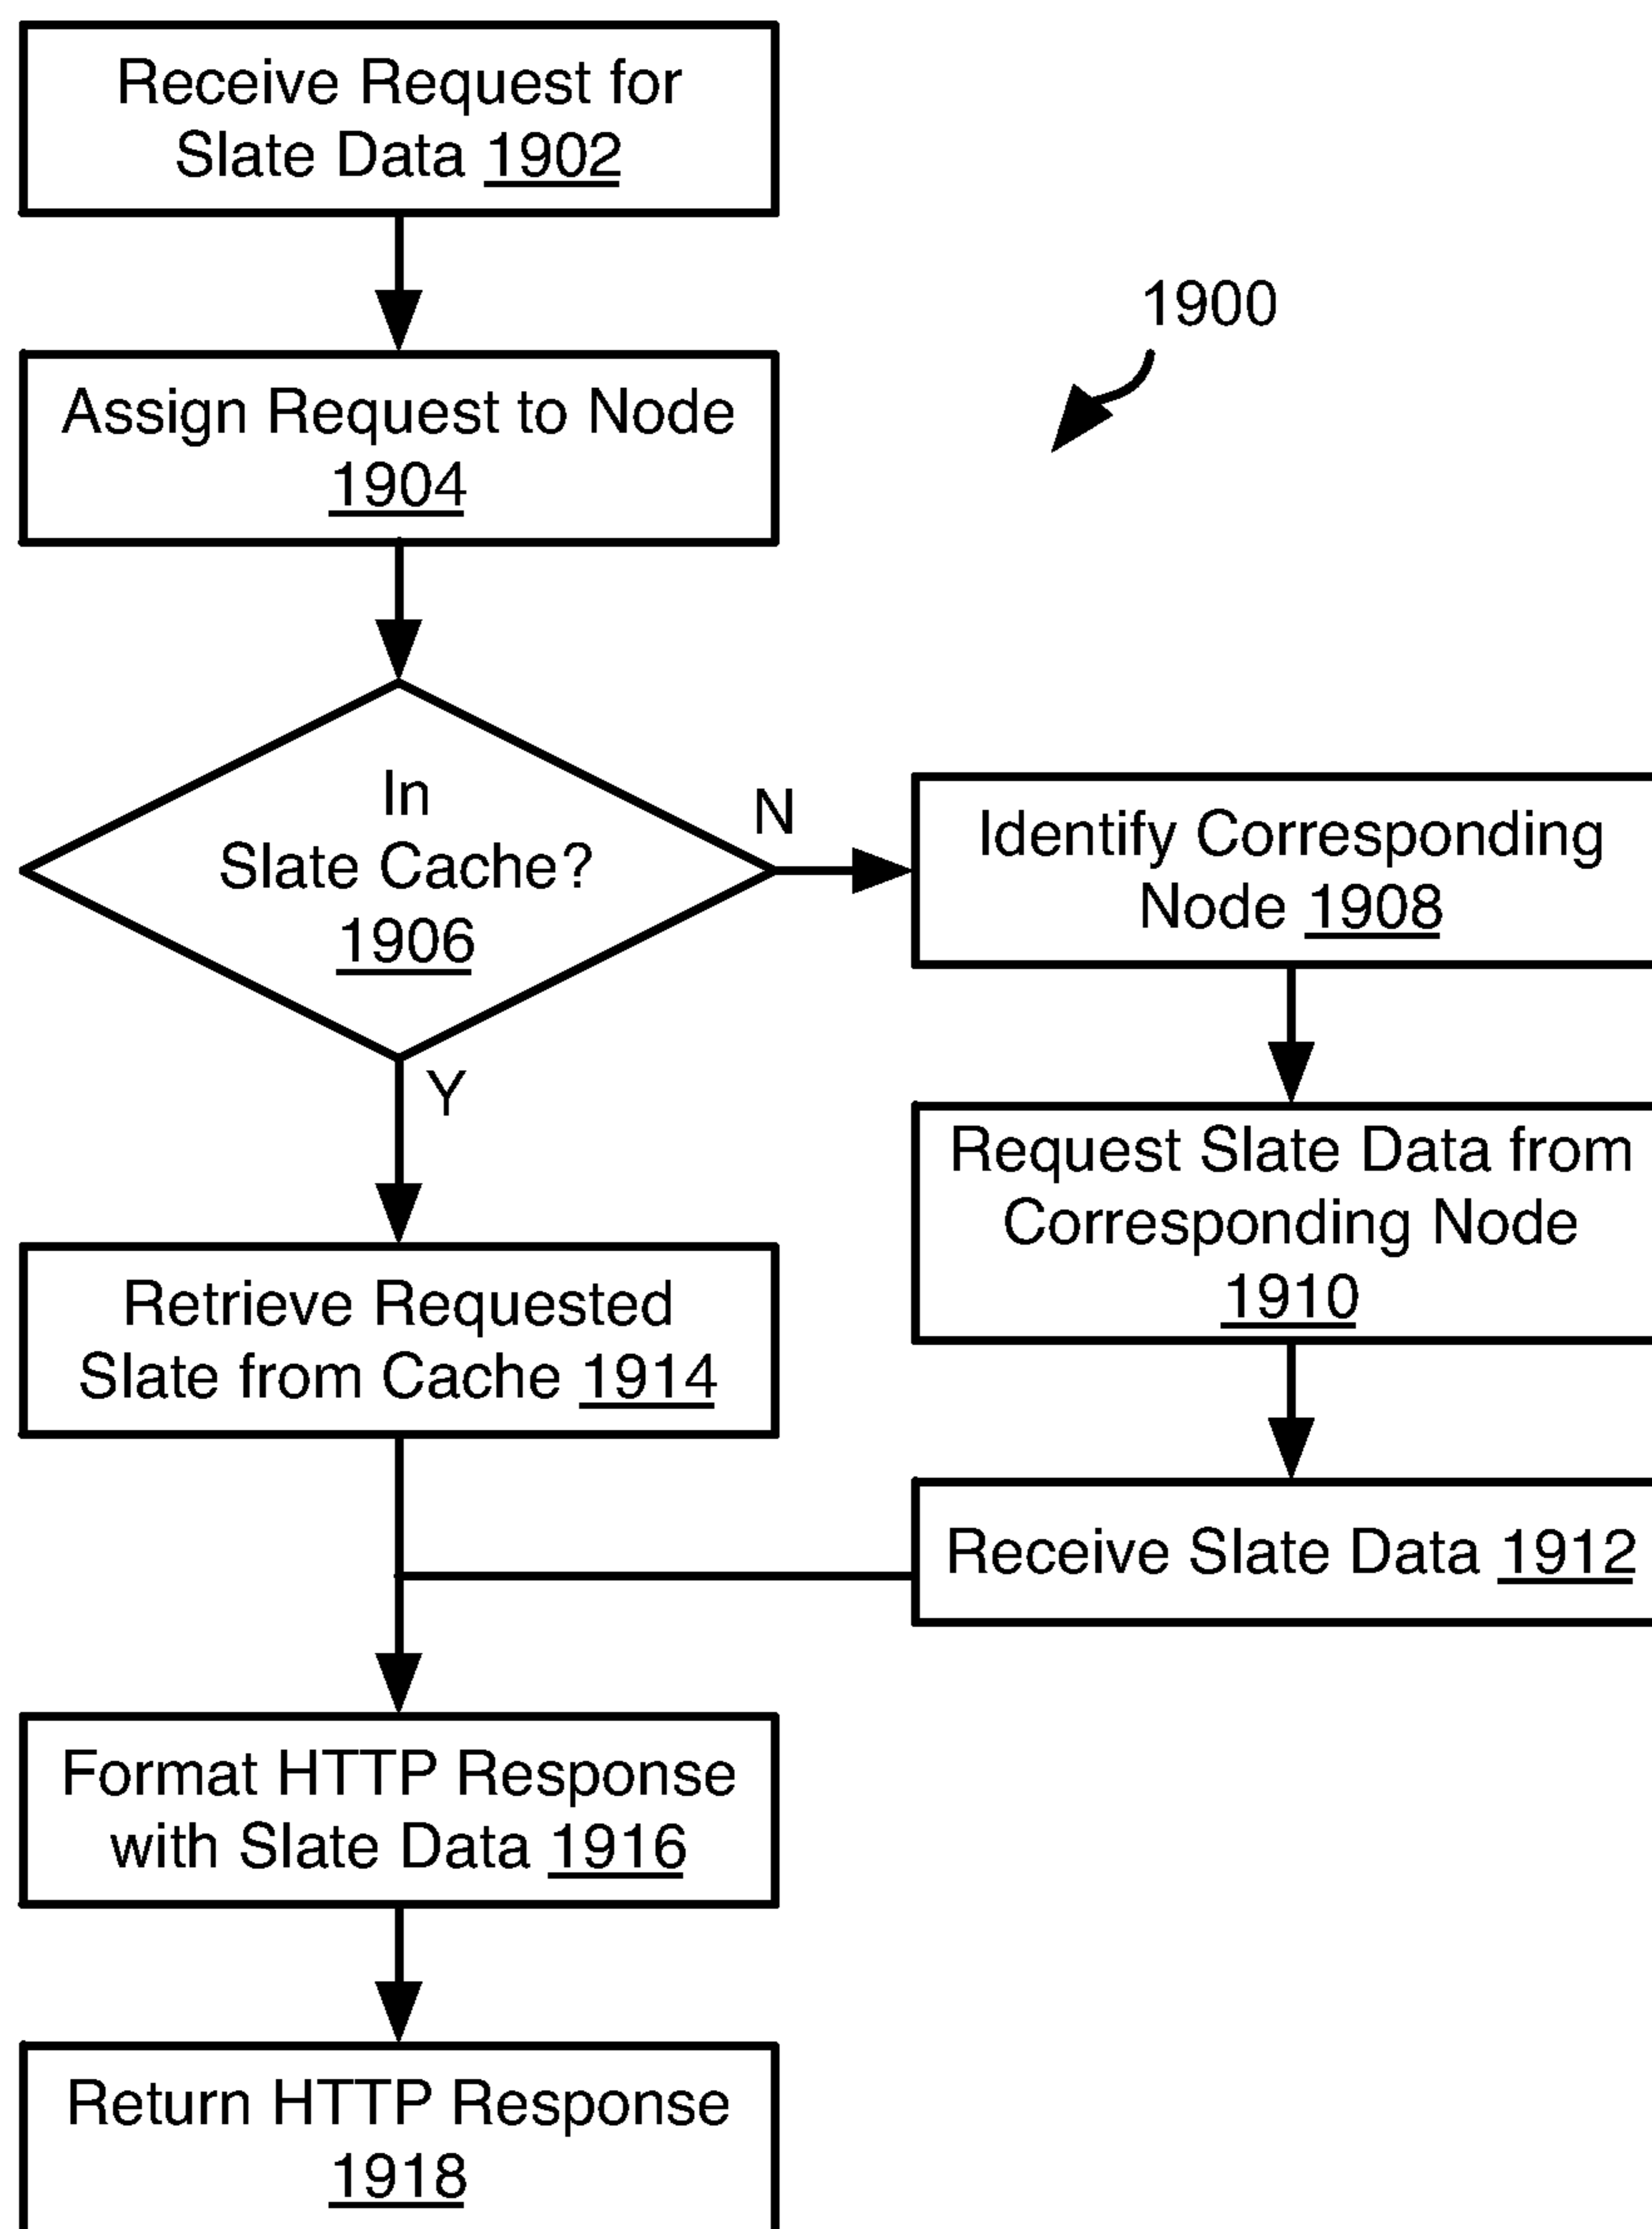 Receive Request for
Slate Data 1902
1900
Assign Request to Node
1904
In
Slate Cache?
1906
N
Y
Identify Corresponding
Node 1908
Request Slate Data from
Corresponding Node
1910
Retrieve Requested
Slate from Cache 1914
Receive Slate Data 1912
Format HTTP Response
with Slate Data 1916
Return HTTP Response
1918